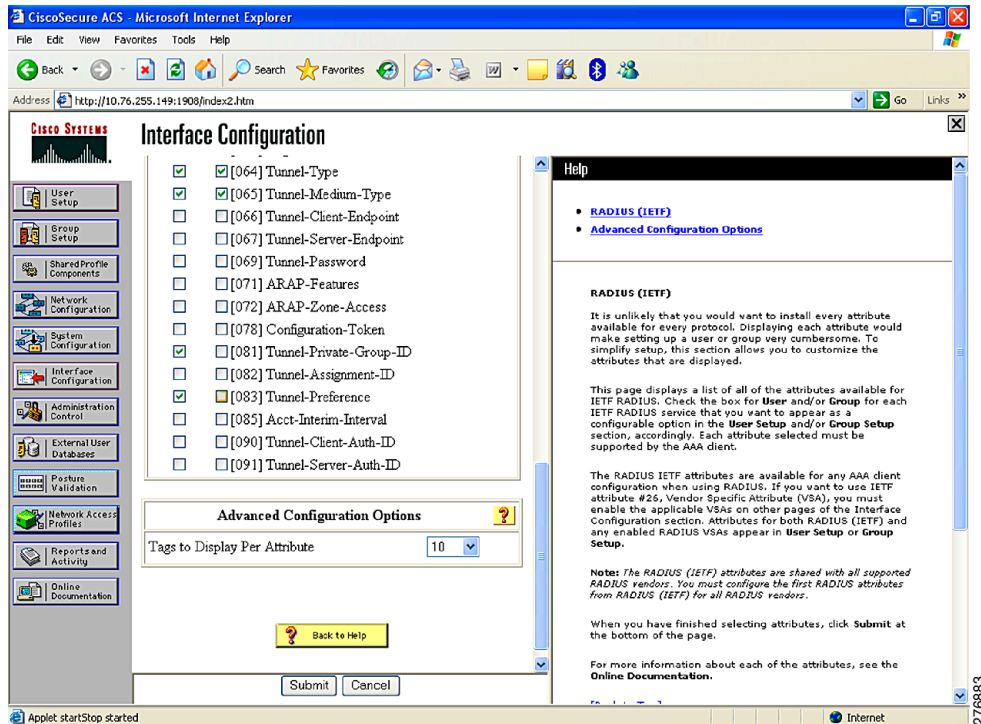 CiscoSecure ACS - Microsoft Internet Explorer
File Edit View Favorites Tools Help
Back Search Favorites
Address http://10.76.255.149:1908/index2.htm Go Links »
CISCO SYSTEMS
Interface Configuration
User Setup
Group Setup
Shared Profile Components
Network Configuration
System Configuration
Interface Configuration
Administration Control
External User Databases
Posture Validation
Network Access Profiles
Reports and Activity
Online Documentation
[064] Tunnel-Type
[065] Tunnel-Medium-Type
[066] Tunnel-Client-Endpoint
[067] Tunnel-Server-Endpoint
[069] Tunnel-Password
[071] ARAP-Features
[072] ARAP-Zone-Access
[078] Configuration-Token
[081] Tunnel-Private-Group-ID
[082] Tunnel-Assignment-ID
[083] Tunnel-Preference
[085] Acct-Interim-Interval
[090] Tunnel-Client-Auth-ID
[091] Tunnel-Server-Auth-ID
Advanced Configuration Options ?
Tags to Display Per Attribute 10
? Back to Help
Submit Cancel
Help
• RADIUS (IETF)
• Advanced Configuration Options
RADIUS (IETF)
It is unlikely that you would want to install every attribute
available for every protocol. Displaying each attribute would
make setting up a user or group very cumbersome. To
simplify setup, this section allows you to customize the
attributes that are displayed.
This page displays a list of all of the attributes available for
IETF RADIUS. Check the box for User and/or Group for each
IETF RADIUS service that you want to appear as a
configurable option in the User Setup and/or Group Setup
section, accordingly. Each attribute selected must be
supported by the AAA client.
The RADIUS IETF attributes are available for any AAA client
configuration when using RADIUS. If you want to use IETF
attribute #26, Vendor Specific Attribute (VSA), you must
enable the applicable VSAs on other pages of the Interface
Configuration section. Attributes for both RADIUS (IETF) and
any enabled RADIUS VSAs appear in User Setup or Group
Setup.
Note: The RADIUS (IETF) attributes are shared with all supported
RADIUS vendors. You must configure the first RADIUS attributes
from RADIUS (IETF) for all RADIUS vendors.
When you have finished selecting attributes, click Submit at
the bottom of the page.
For more information about each of the attributes, see the
Online Documentation.
Applet startStop started
Internet
276883